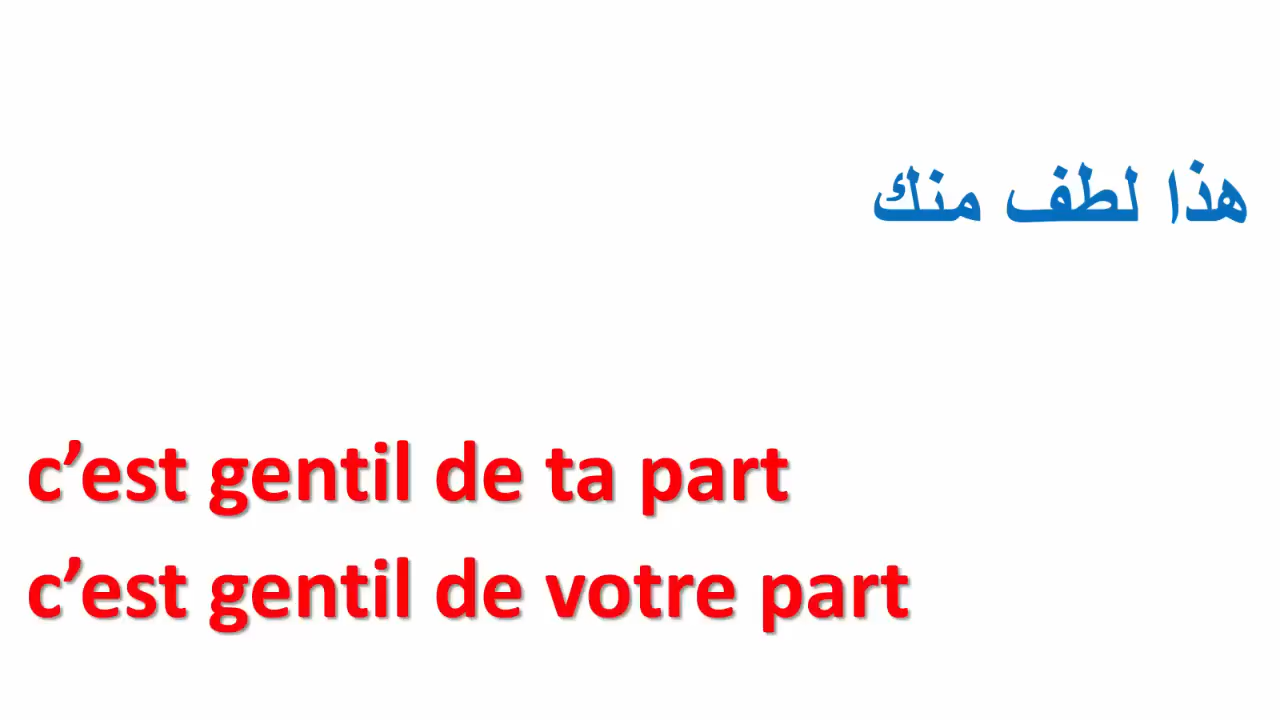 هذا لطف منك
c’est gentil de ta part
c’est gentil de votre part